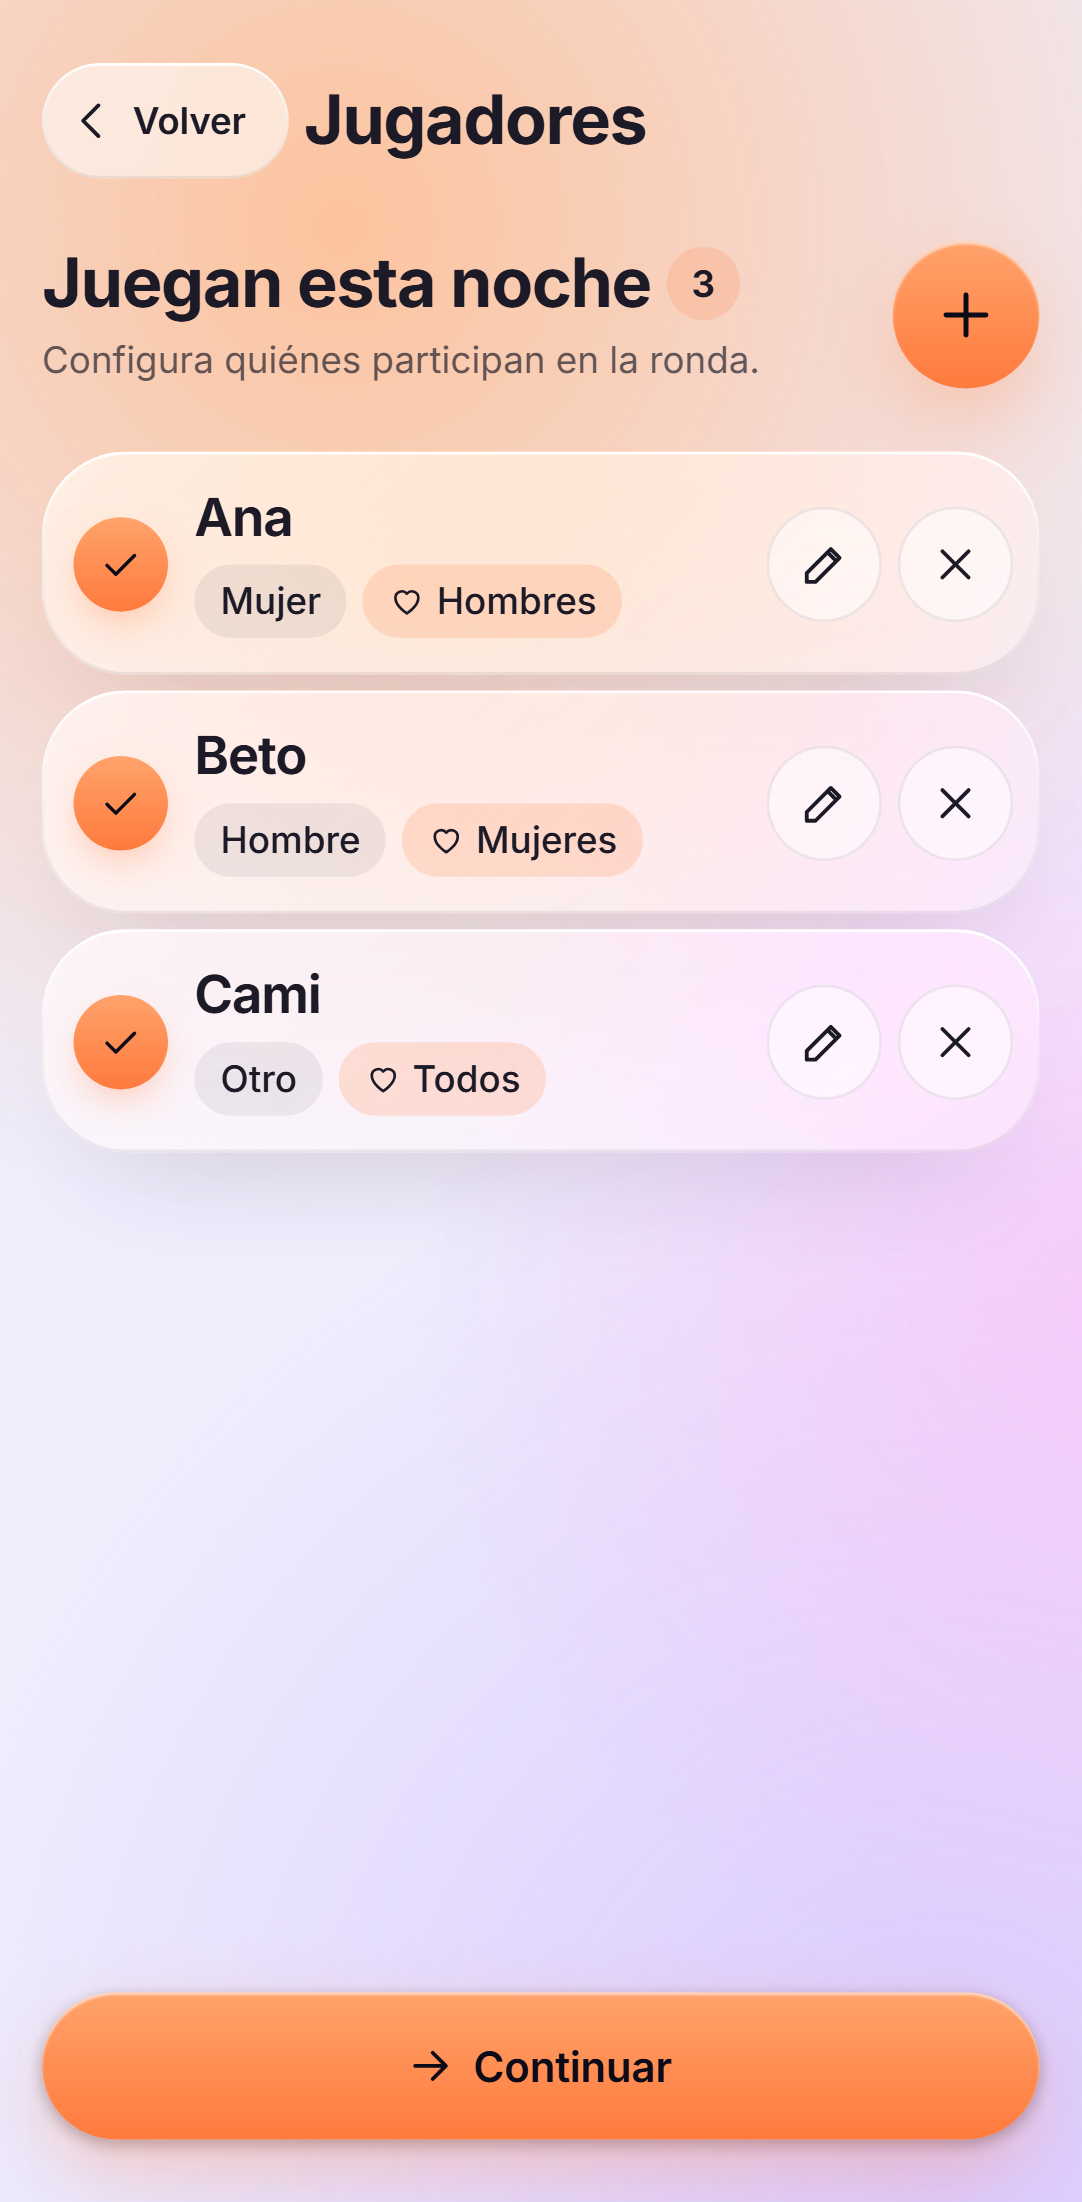 Volver
Jugadores
Juegan esta noche 3
Configura quiénes participan en la ronda.
Ana
Mujer Hombres
Beto
Hombre Mujeres
Cami
Otro Todos
Continuar